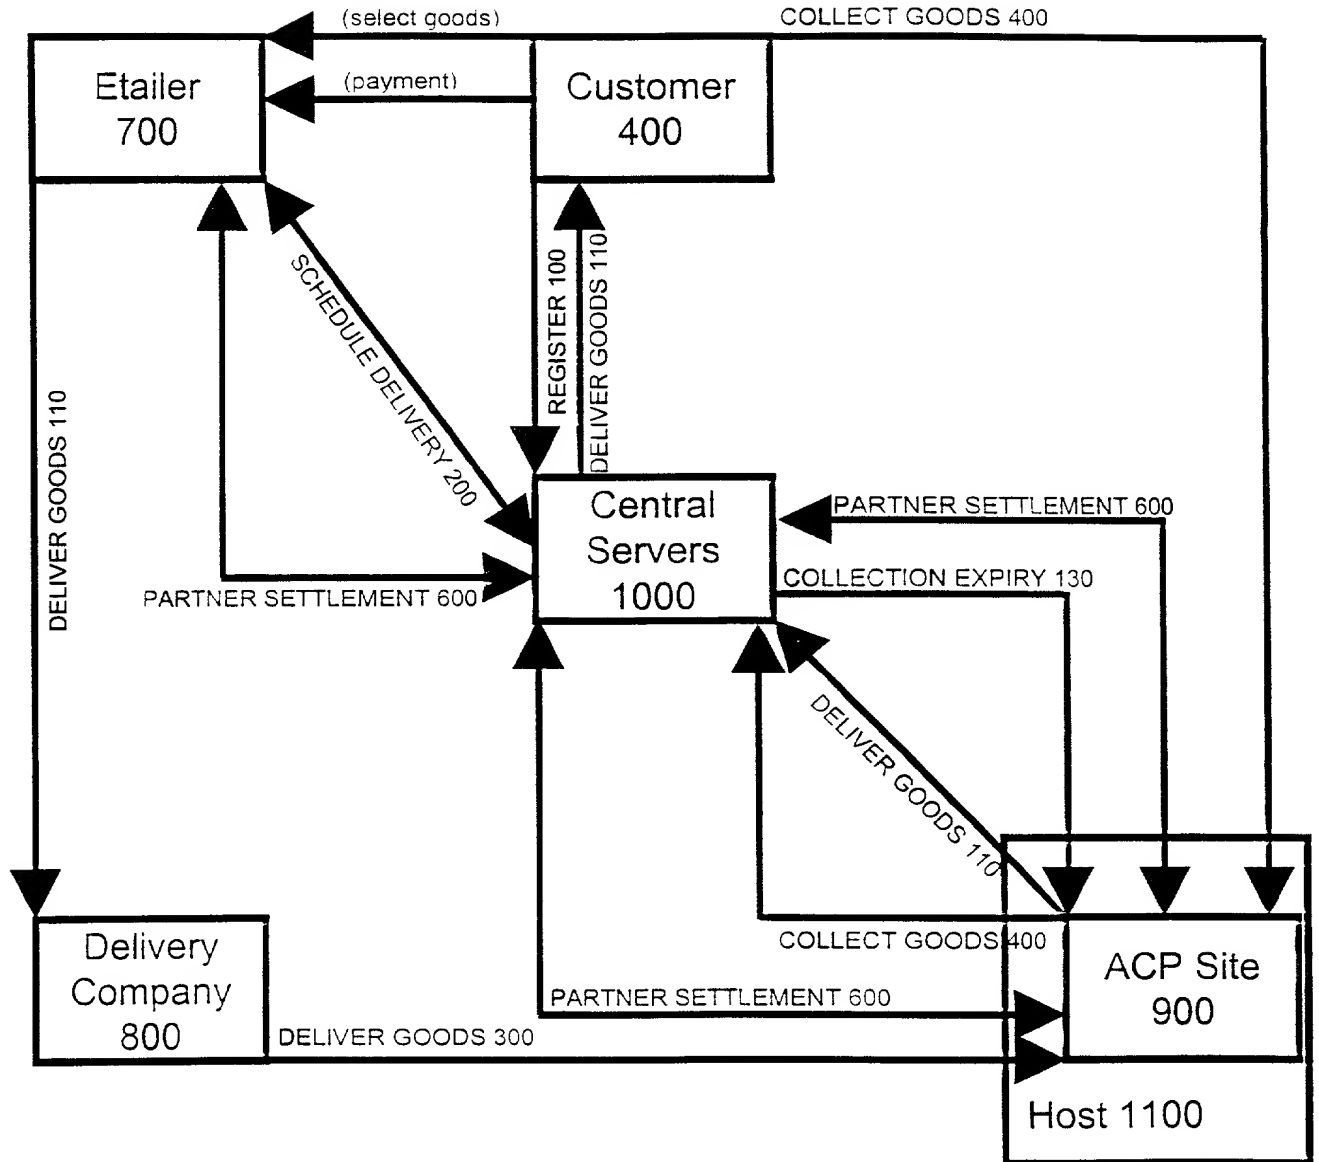 (select goods)
COLLECT GOODS 400
Etailer
700
(payment)
Customer
400
SCHEDULE DELIVERY 200
REGISTER 100
DELIVER GOODS 110
DELIVER GOODS 110
Central
Servers
1000
PARTNER SETTLEMENT 600
COLLECTION EXPIRY 130
PARTNER SETTLEMENT 600
DELIVER GOODS 110
COLLECT GOODS 400
Delivery
Company
800
ACP Site
900
PARTNER SETTLEMENT 600
DELIVER GOODS 300
Host 1100